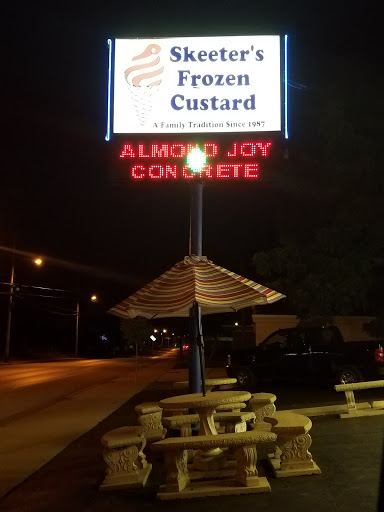 Skeeter's
Frozen
Custard
A Family Tradition Since 1987
ALMOND JOY
CONCRETE